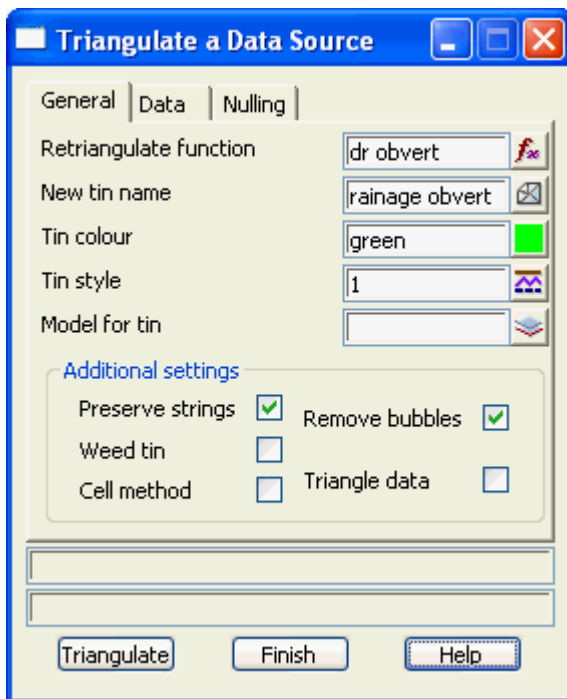 Triangulate a Data Source
General Data Nulling
Retriangulate function dr obvert
New tin name rainage obvert
Tin colour green
Tin style 1
Model for tin
Additional settings
Preserve strings Remove bubbles
Weed tin
Cell method Triangle data
Triangulate Finish Help